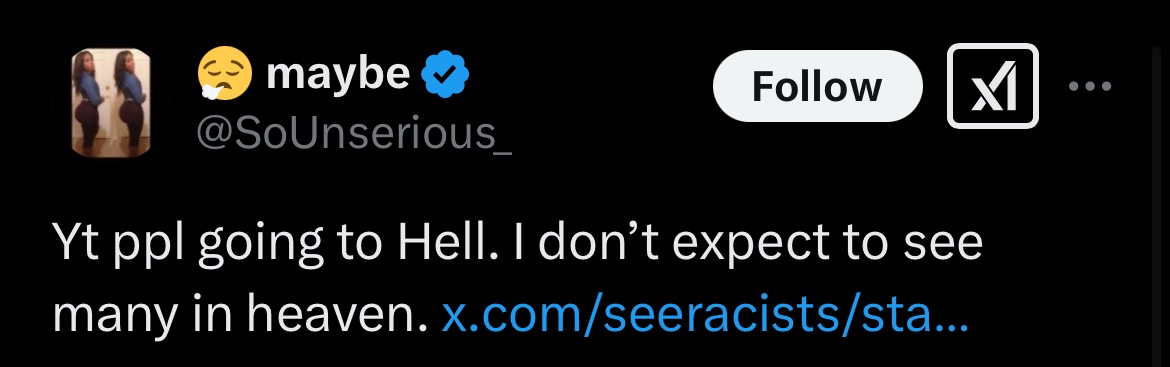 😮‍💨 maybe
Follow
@SoUnserious_
Yt ppl going to Hell. I don’t expect to see
many in heaven. x.com/seeracists/sta...